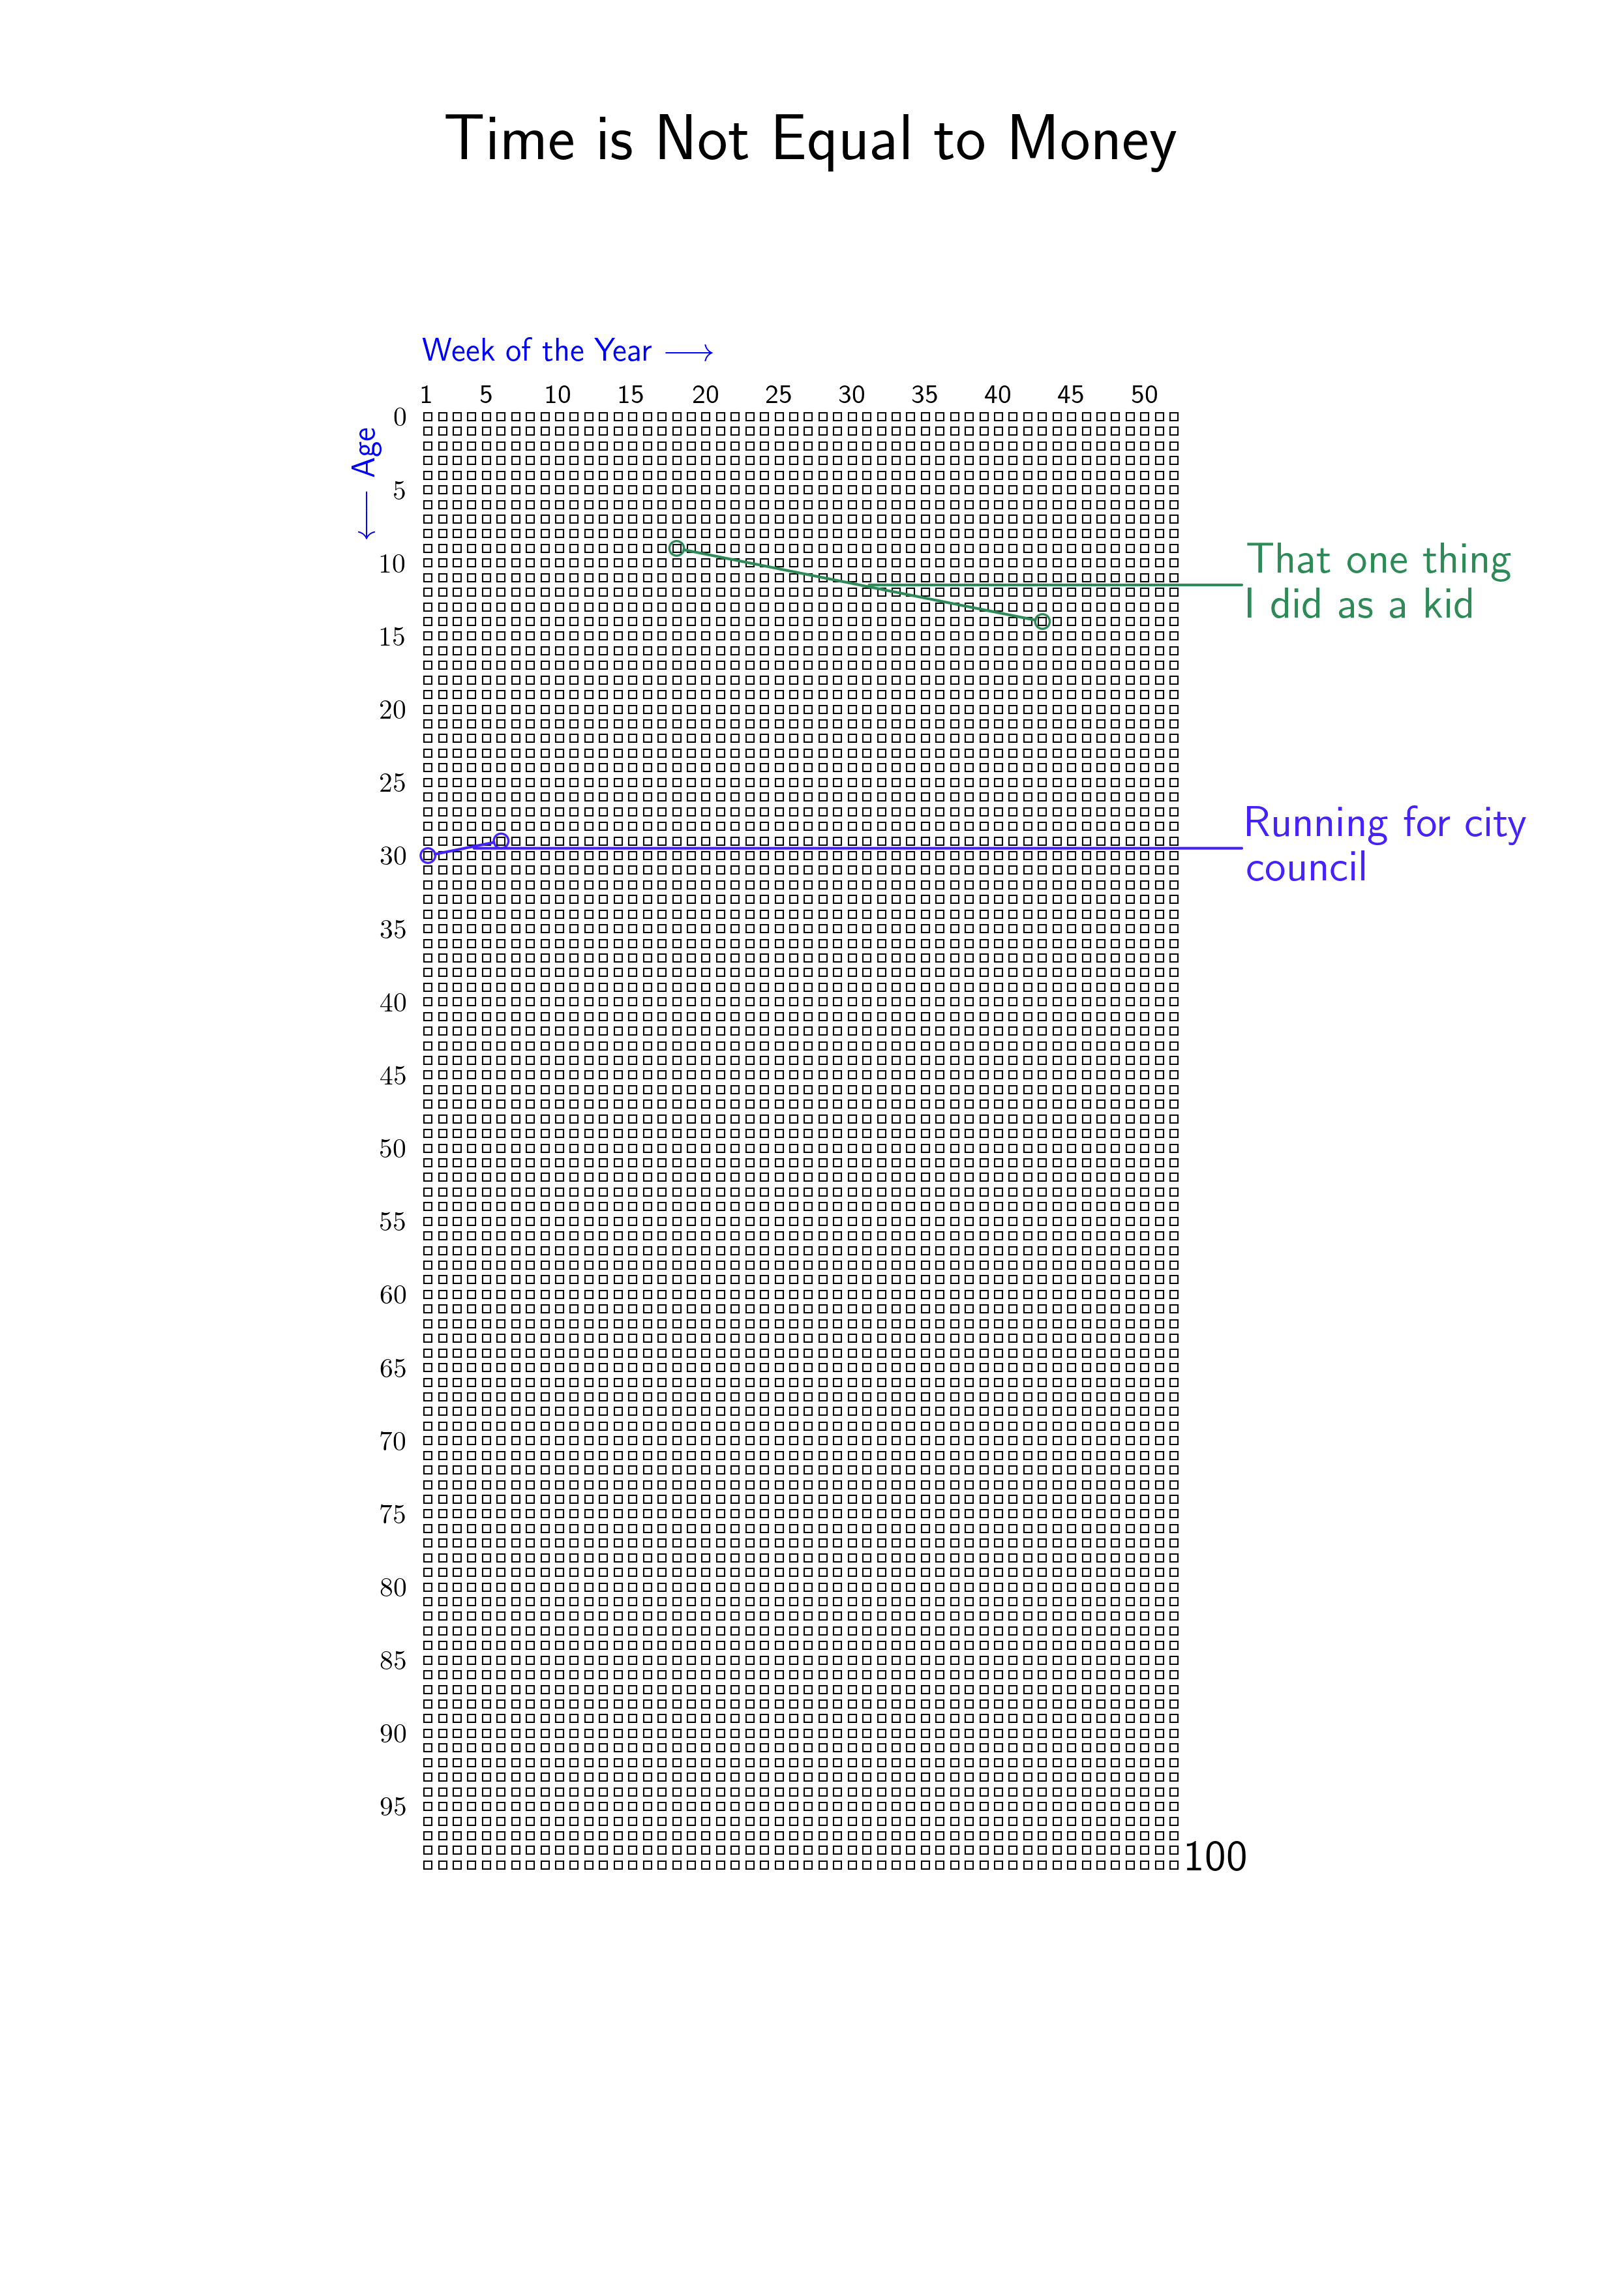 Time is Not Equal to Money
Week of the Year ⟶
1 5 10 15 20 25 30 35 40 45 50
⟵ Age
0
5
10
15
20
25
30
35
40
45
50
55
60
65
70
75
80
85
90
95
That one thing
I did as a kid
Running for city
council
100